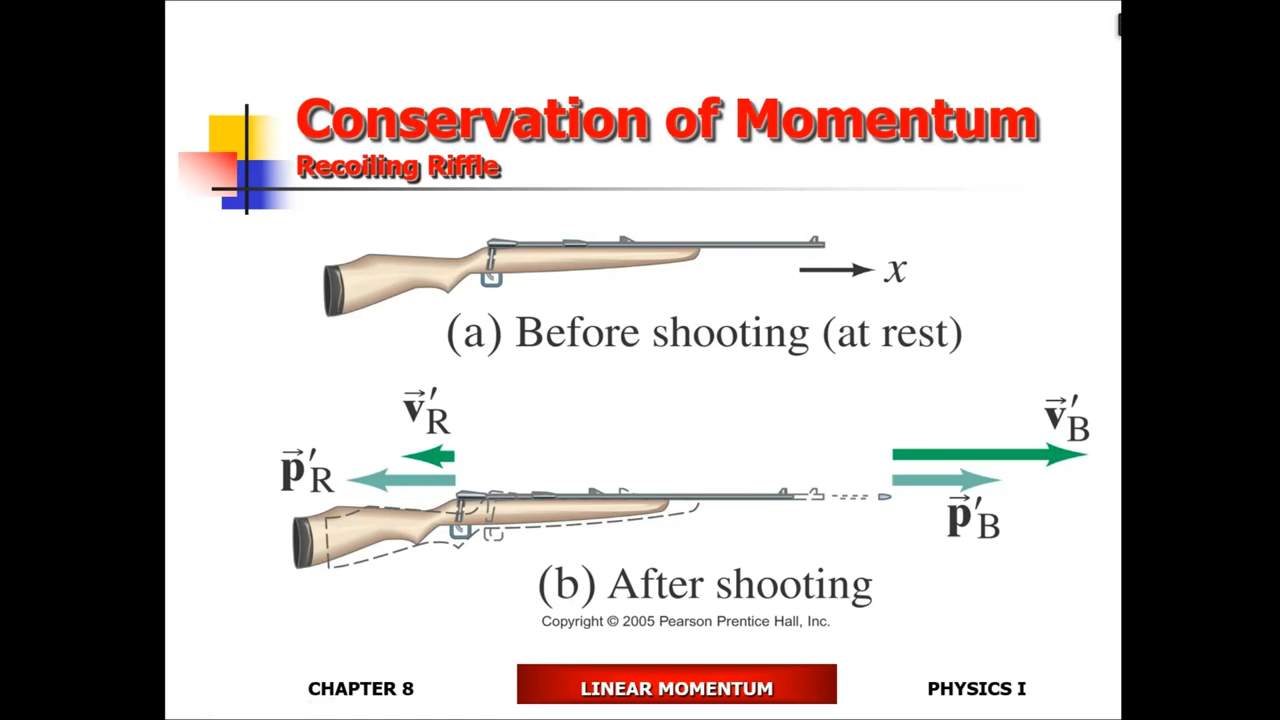 Conservation of Momentum
Recoiling Riffle
x
(a) Before shooting (at rest)
v⃗′R
v⃗′B
p⃗′R
p⃗′B
(b) After shooting
Copyright © 2005 Pearson Prentice Hall, Inc.
CHAPTER 8
LINEAR MOMENTUM
PHYSICS I